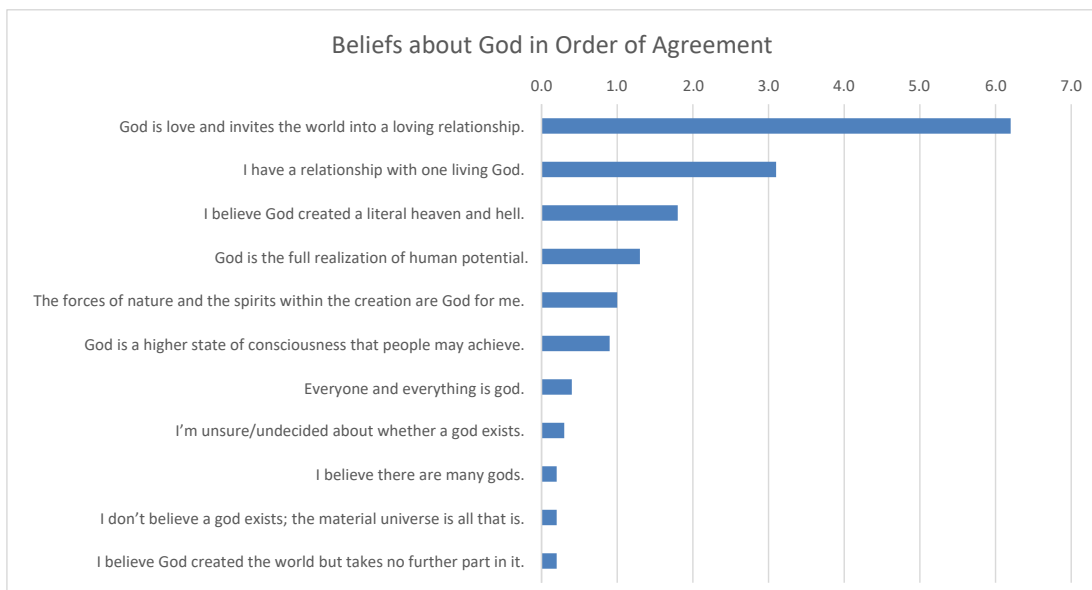 Beliefs about God in Order of Agreement
0.0 1.0 2.0 3.0 4.0 5.0 6.0 7.0
God is love and invites the world into a loving relationship.
I have a relationship with one living God.
I believe God created a literal heaven and hell.
God is the full realization of human potential.
The forces of nature and the spirits within the creation are God for me.
God is a higher state of consciousness that people may achieve.
Everyone and everything is god.
I’m unsure/undecided about whether a god exists.
I believe there are many gods.
I don’t believe a god exists; the material universe is all that is.
I believe God created the world but takes no further part in it.